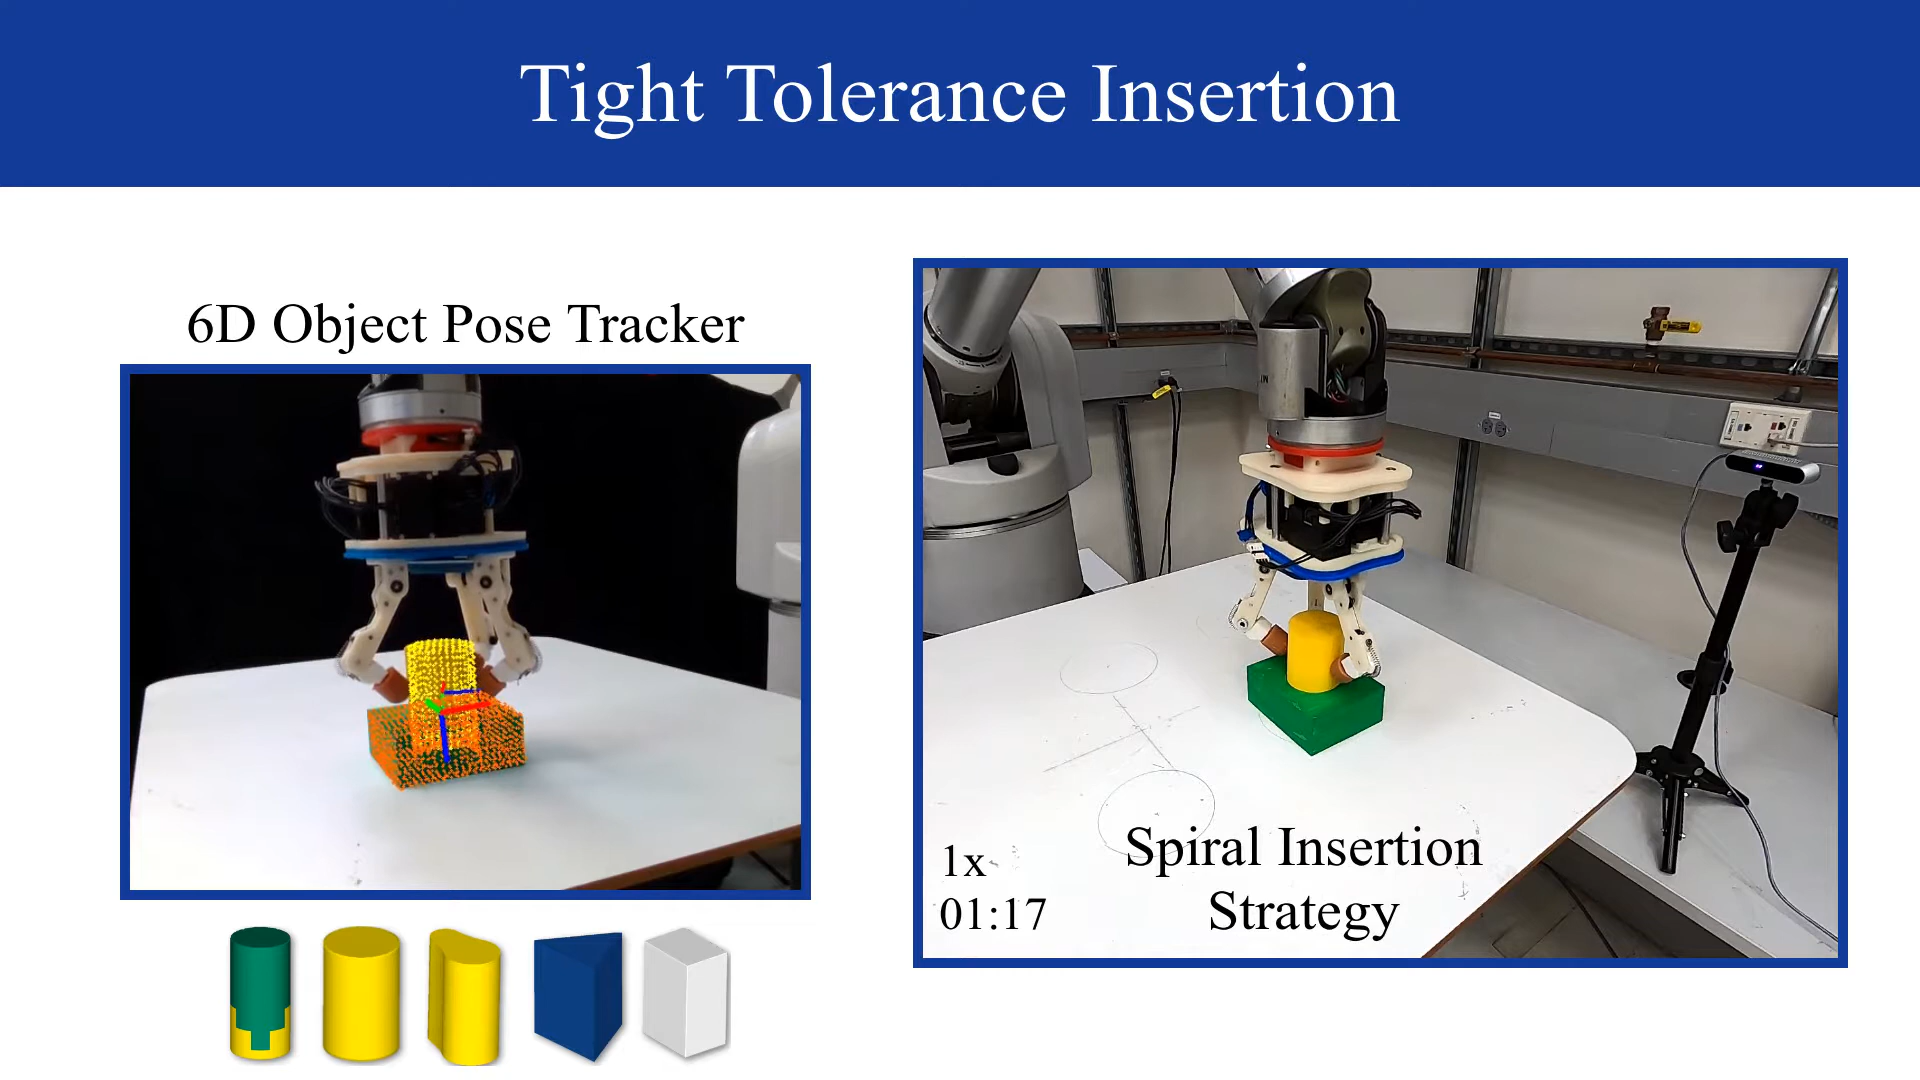 Tight Tolerance Insertion
6D Object Pose Tracker
1x
01:17
Spiral Insertion
Strategy